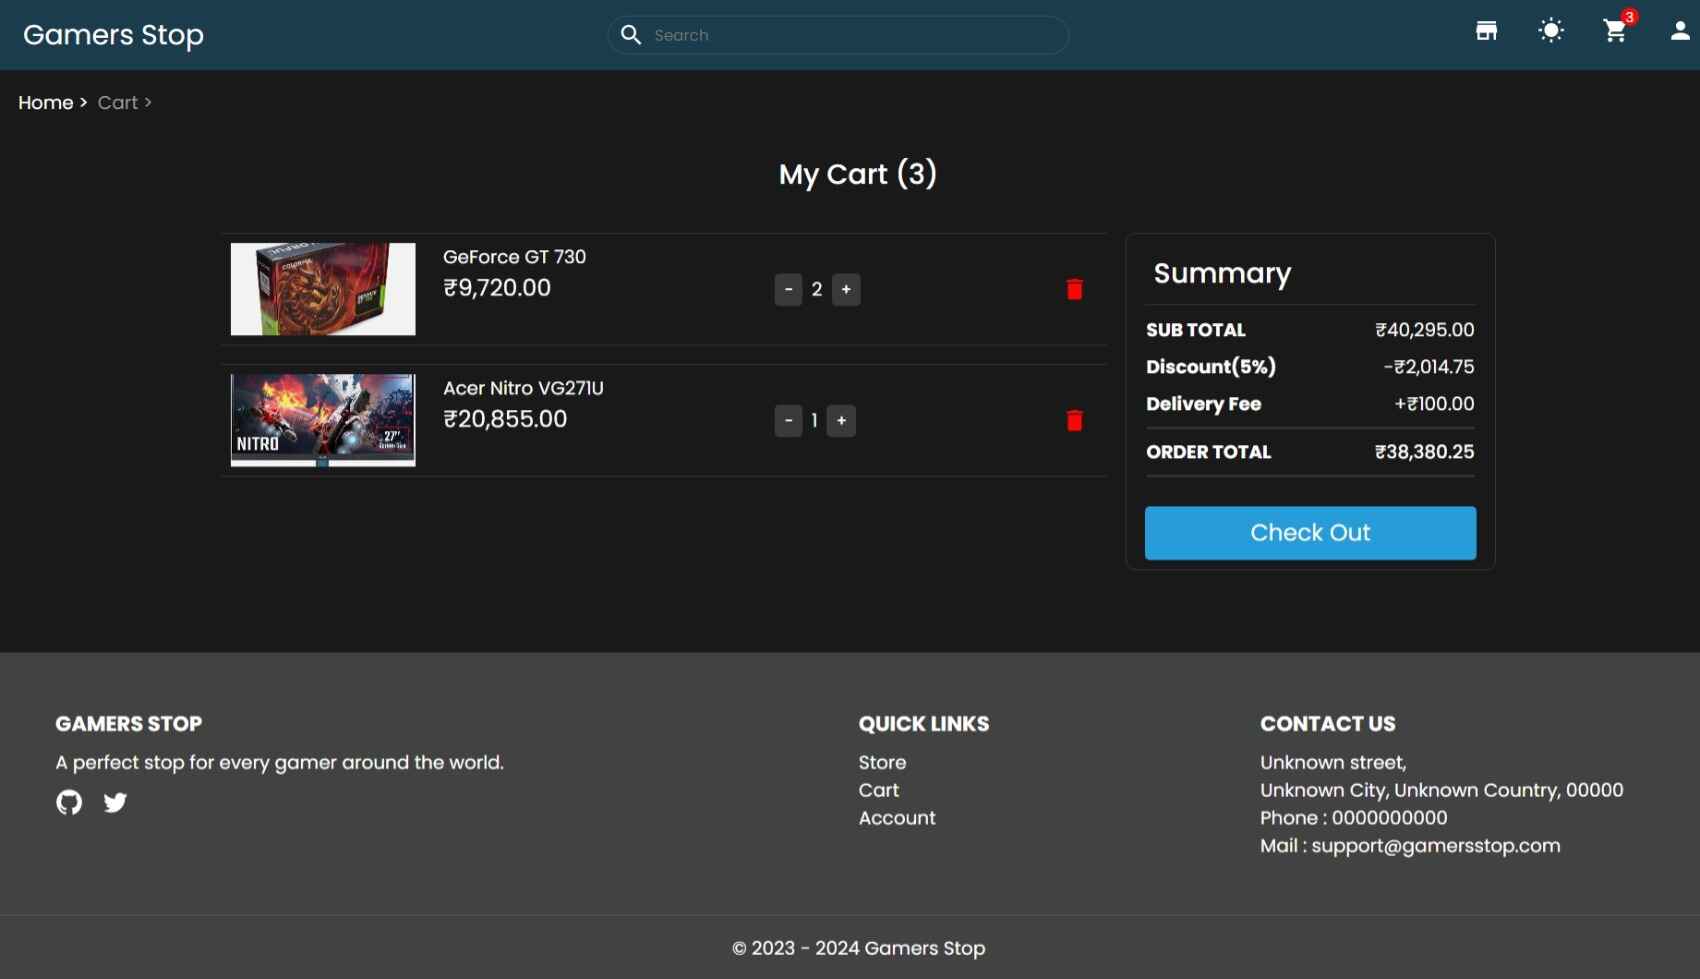 Gamers Stop
Search
3
Home > Cart >
My Cart (3)
COLORFUL
GeForce GT 730
₹9,720.00
- 2 +
NITRO
27"
Acer Nitro VG271U
₹20,855.00
- 1 +
Summary
SUB TOTAL ₹40,295.00
Discount(5%) -₹2,014.75
Delivery Fee +₹100.00
ORDER TOTAL ₹38,380.25
Check Out
GAMERS STOP
A perfect stop for every gamer around the world.
QUICK LINKS
Store
Cart
Account
CONTACT US
Unknown street,
Unknown City, Unknown Country, 00000
Phone : 0000000000
Mail : support@gamersstop.com
© 2023 - 2024 Gamers Stop